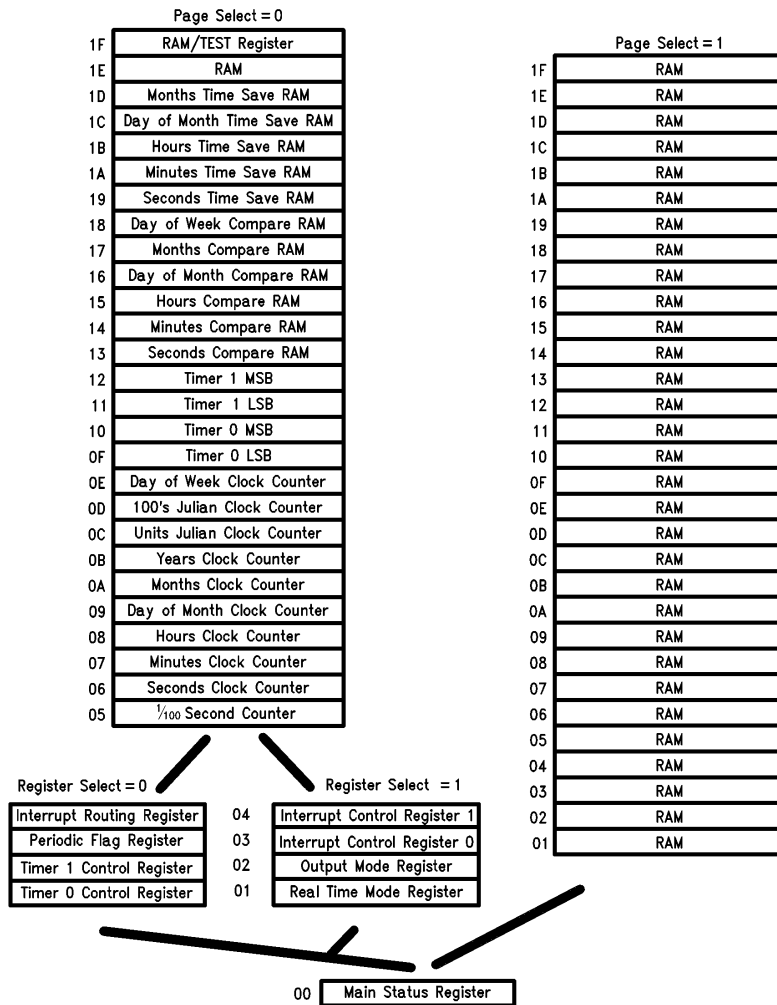 Page Select = 0
1F RAM/TEST Register
1E RAM
1D Months Time Save RAM
1C Day of Month Time Save RAM
1B Hours Time Save RAM
1A Minutes Time Save RAM
19 Seconds Time Save RAM
18 Day of Week Compare RAM
17 Months Compare RAM
16 Day of Month Compare RAM
15 Hours Compare RAM
14 Minutes Compare RAM
13 Seconds Compare RAM
12 Timer 1 MSB
11 Timer 1 LSB
10 Timer 0 MSB
0F Timer 0 LSB
0E Day of Week Clock Counter
0D 100's Julian Clock Counter
0C Units Julian Clock Counter
0B Years Clock Counter
0A Months Clock Counter
09 Day of Month Clock Counter
08 Hours Clock Counter
07 Minutes Clock Counter
06 Seconds Clock Counter
05 1/100 Second Counter
Page Select = 1
1F RAM
1E RAM
1D RAM
1C RAM
1B RAM
1A RAM
19 RAM
18 RAM
17 RAM
16 RAM
15 RAM
14 RAM
13 RAM
12 RAM
11 RAM
10 RAM
0F RAM
0E RAM
0D RAM
0C RAM
0B RAM
0A RAM
09 RAM
08 RAM
07 RAM
06 RAM
05 RAM
04 RAM
03 RAM
02 RAM
01 RAM
Register Select = 0 Register Select = 1
Interrupt Routing Register 04 Interrupt Control Register 1
Periodic Flag Register 03 Interrupt Control Register 0
Timer 1 Control Register 02 Output Mode Register
Timer 0 Control Register 01 Real Time Mode Register
00 Main Status Register